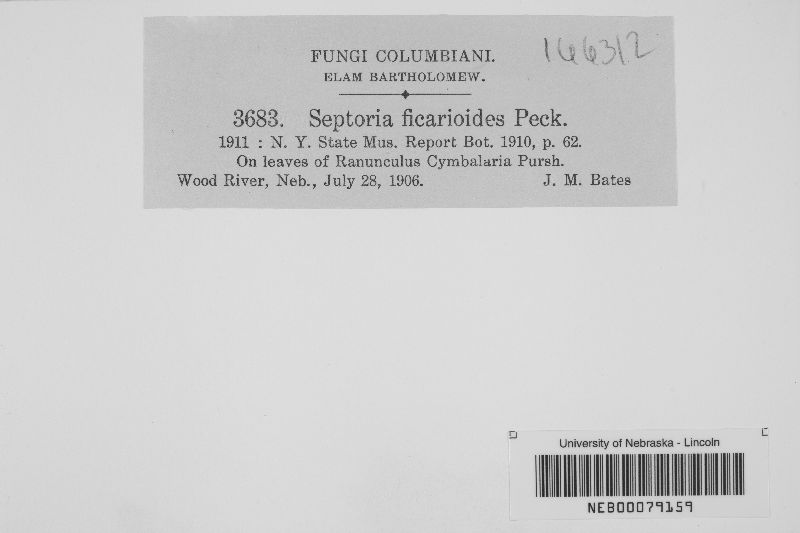 FUNGI COLUMBIANI.
166312
ELAM BARTHOLOMEW.
3683. Septoria ficarioides Peck.
1911 : N. Y. State Mus. Report Bot. 1910, p. 62.
On leaves of Ranunculus Cymbalaria Pursh.
Wood River, Neb., July 28, 1906. J. M. Bates
University of Nebraska - Lincoln
NEB00079159